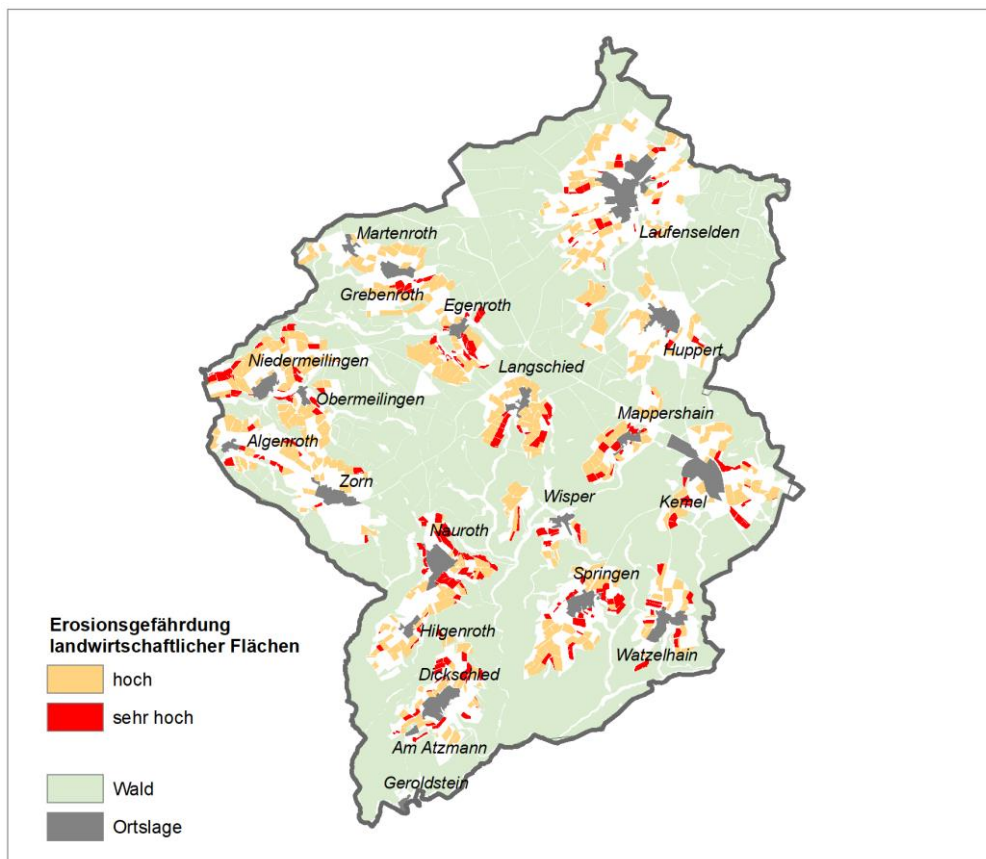 Laufenselden
Martenroth
Grebenroth
Egenroth
Huppert
Niedermeilingen
Langschied
Obermeilingen
Mappershain
Algenroth
Zorn
Wisper
Kemel
Nauroth
Springen
Hilgenroth
Watzelhain
Dickschied
Am Atzmann
Geroldstein
Erosionsgefährdung
landwirtschaftlicher Flächen
hoch
sehr hoch
Wald
Ortslage